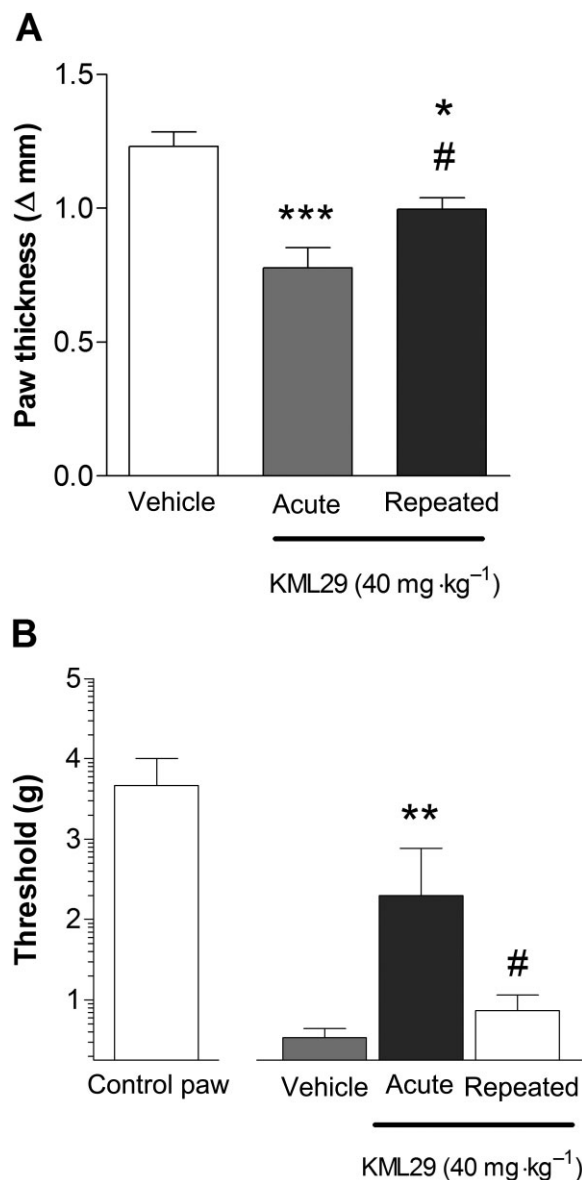 A
Paw thickness (Δ mm)
1.5
1.0
0.5
0.0
***
*
#
Vehicle
Acute
Repeated
KML29 (40 mg·kg⁻¹)
B
Threshold (g)
5
4
3
2
1
**
#
Control paw
Vehicle
Acute
Repeated
KML29 (40 mg·kg⁻¹)